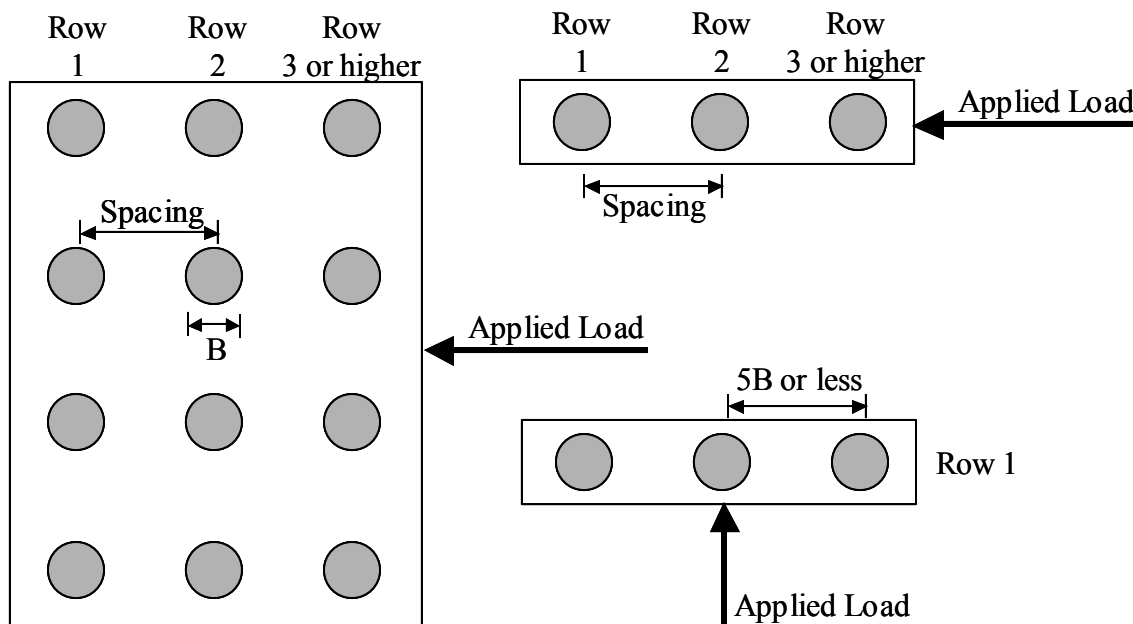 Row
1
Row
2
Row
3 or higher
Spacing
B
Applied Load
Row
1
Row
2
Row
3 or higher
Applied Load
Spacing
5B or less
Row 1
Applied Load